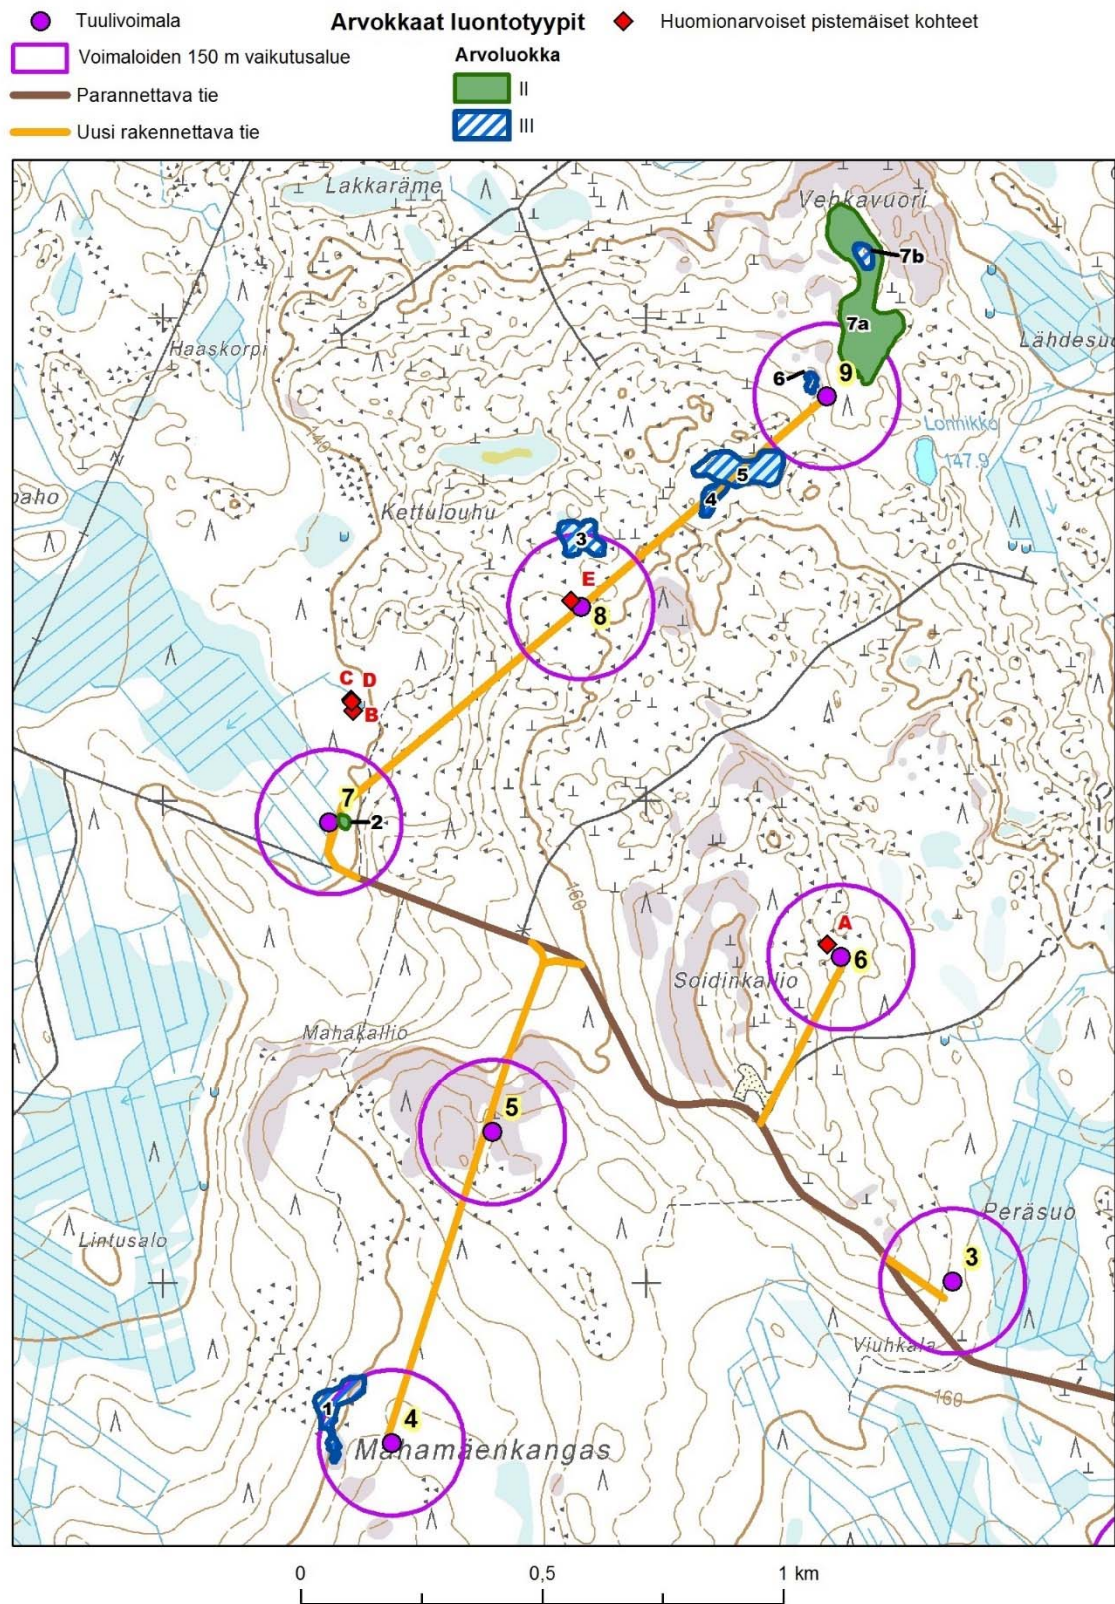 Tuulivoimala
Arvokkaat luontotyypit
Huomionarvoiset pistemäiset kohteet
Voimaloiden 150 m vaikutusalue
Arvoluokka
Parannettava tie
II
Uusi rakennettava tie
III
Lakkaräme
Vehkavuori
7b
7a
Haaskorpi
Lähdesuo
6
9
140
Lonnikko
147.9
5
4
paho
Kettulouhu
3
E
8
C D
B
7
2
160
A
6
Soidinkallio
Mahakallio
5
Peräsuo
Lintusalo
3
Viuhkala
160
1
4
Mahamäenkangas
0
0,5
1 km